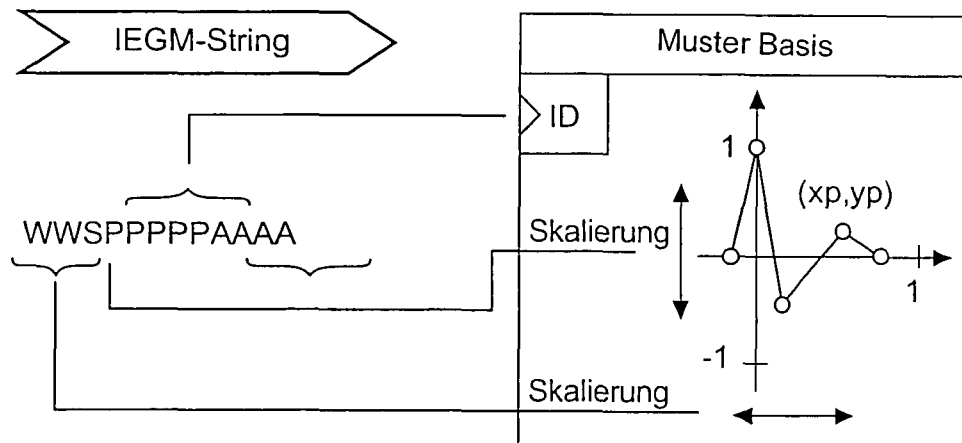 IEGM-String
Muster Basis
ID
1
(xp,yp)
WWSPPPPPAAAA
Skalierung
1
-1
Skalierung